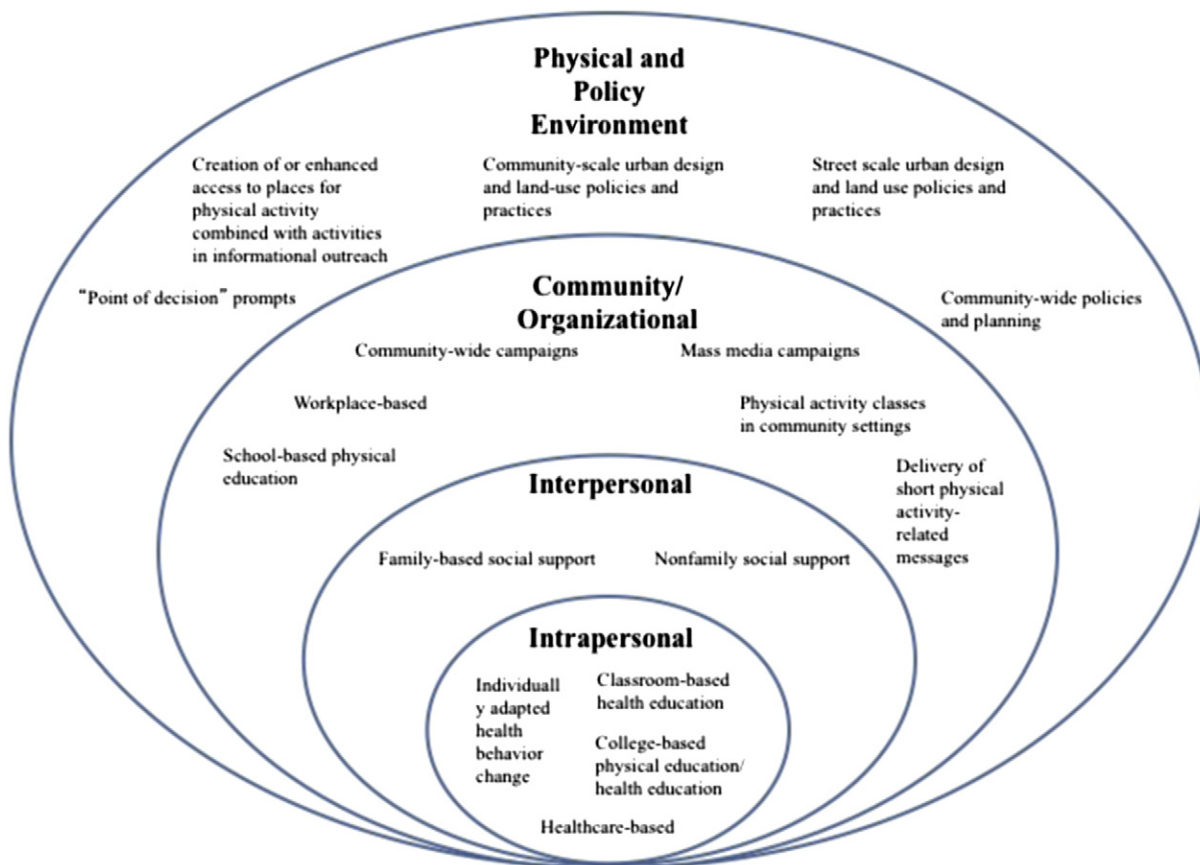 Physical and
Policy
Environment
Creation of or enhanced
access to places for
physical activity
combined with activities
in informational outreach
Community-scale urban design
and land-use policies and
practices
Street scale urban design
and land use policies and
practices
“Point of decision” prompts
Community-wide policies
and planning
Community/
Organizational
Community-wide campaigns
Mass media campaigns
Workplace-based
Physical activity classes
in community settings
School-based physical
education
Delivery of
short physical
activity-
related
messages
Interpersonal
Family-based social support
Nonfamily social support
Intrapersonal
Individuall
y adapted
health
behavior
change
Classroom-based
health education
College-based
physical education/
health education
Healthcare-based